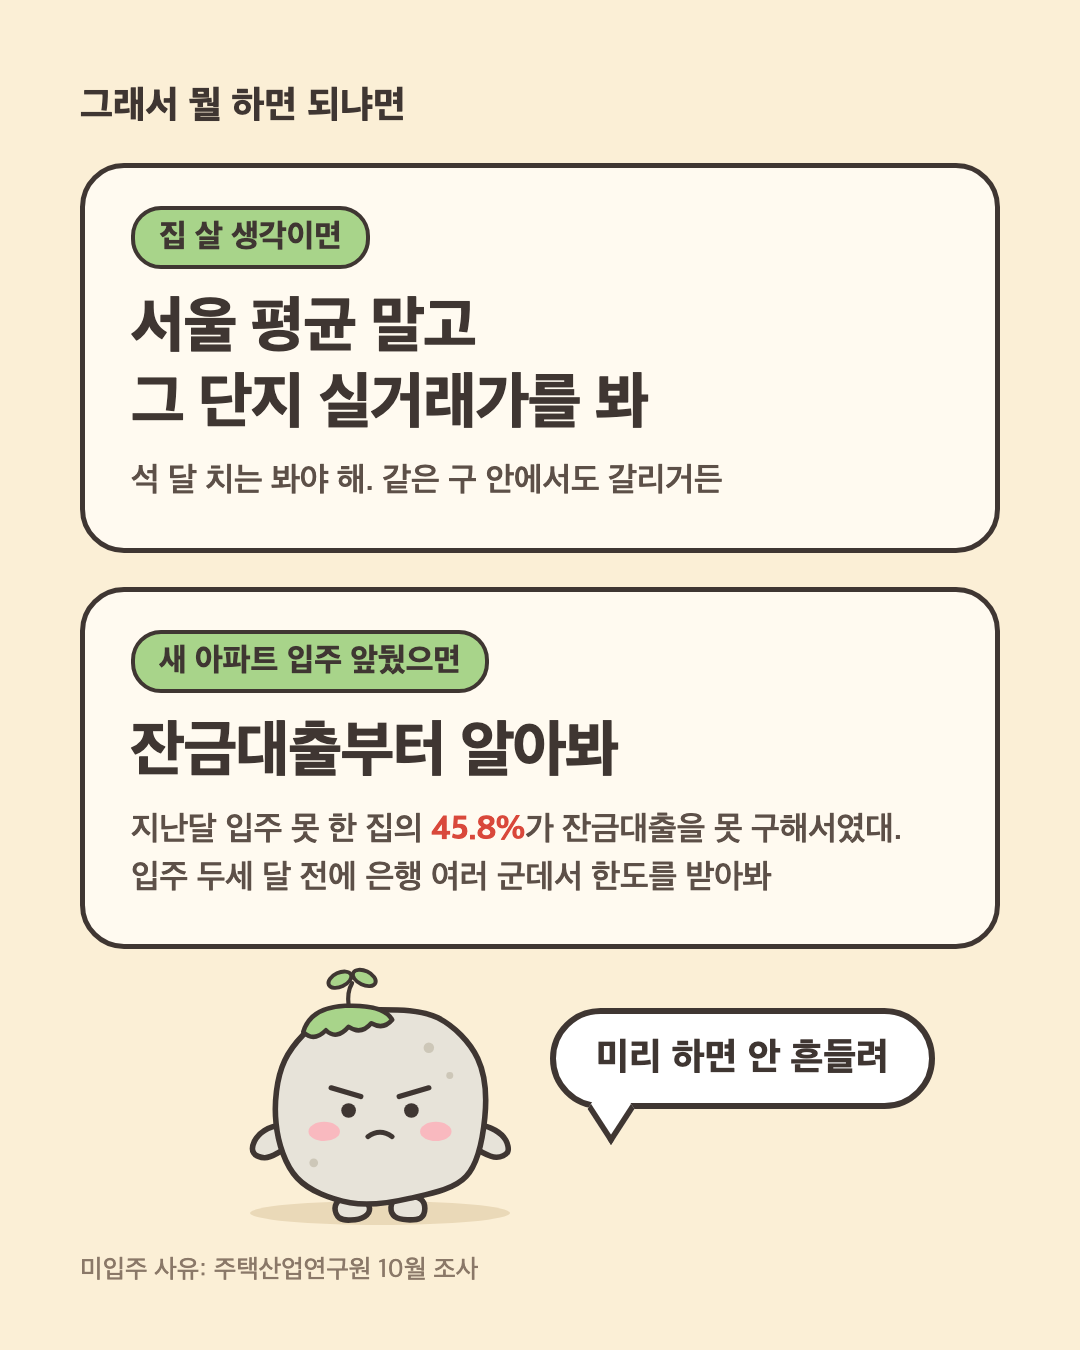 그래서 뭘 하면 되냐면
집 살 생각이면
서울 평균 말고
그 단지 실거래가를 봐
석 달 치는 봐야 해. 같은 구 안에서도 갈리거든
새 아파트 입주 앞뒀으면
잔금대출부터 알아봐
지난달 입주 못 한 집의 45.8%가 잔금대출을 못 구해서였대.
입주 두세 달 전에 은행 여러 군데서 한도를 받아봐
미리 하면 안 흔들려
미입주 사유: 주택산업연구원 10월 조사